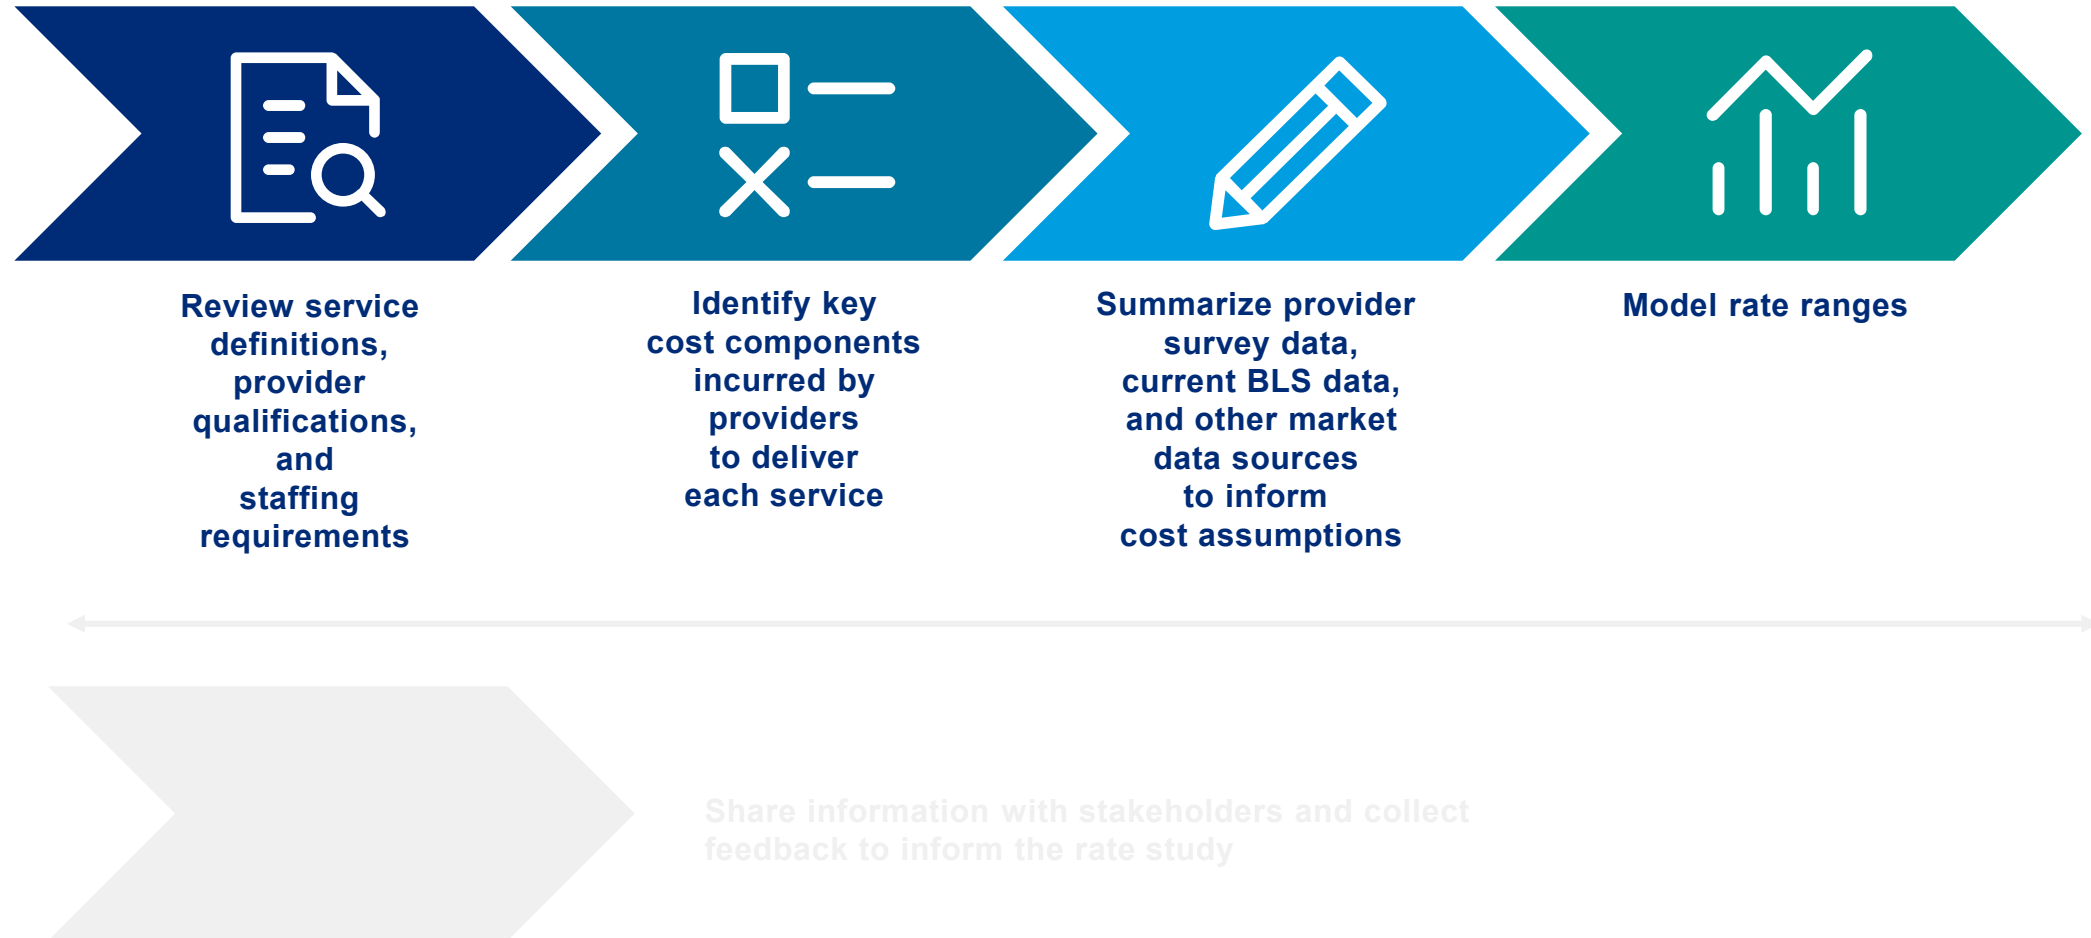 Review service
definitions,
provider
qualifications,
and
staffing
requirements
Identify key
cost components
incurred by
providers
to deliver
each service
Summarize provider
survey data,
current BLS data,
and other market
data sources
to inform
cost assumptions
Model rate ranges
Share information with stakeholders and collect
feedback to inform the rate study